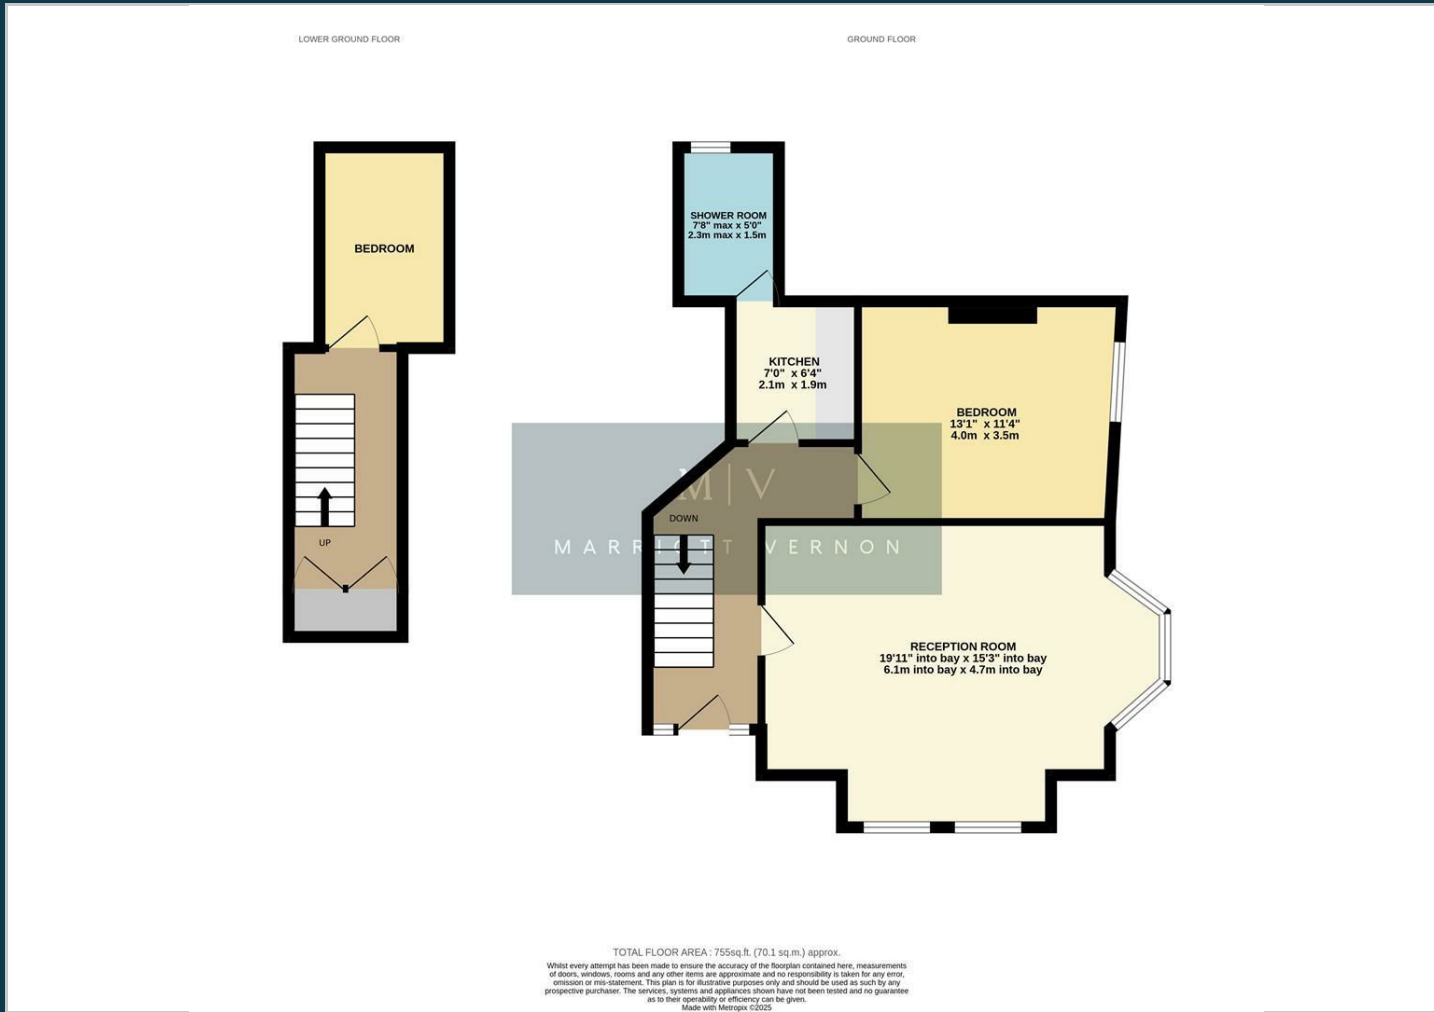 LOWER GROUND FLOOR
GROUND FLOOR
BEDROOM
UP
SHOWER ROOM
7'8" max x 5'0"
2.3m max x 1.5m
KITCHEN
7'0" x 6'4"
2.1m x 1.9m
BEDROOM
13'1" x 11'4"
4.0m x 3.5m
M | V
DOWN
MARRIOTT VERNON
RECEPTION ROOM
19'11" into bay x 15'3" into bay
6.1m into bay x 4.7m into bay
TOTAL FLOOR AREA : 755sq.ft. (70.1 sq.m.) approx.
Whilst every attempt has been made to ensure the accuracy of the floorplan contained here, measurements
of doors, windows, rooms and any other items are approximate and no responsibility is taken for any error,
omission or mis-statement. This plan is for illustrative purposes only and should be used as such by any
prospective purchaser. The services, systems and appliances shown have not been tested and no guarantee
as to their operability or efficiency can be given.
Made with Metropix ©2025